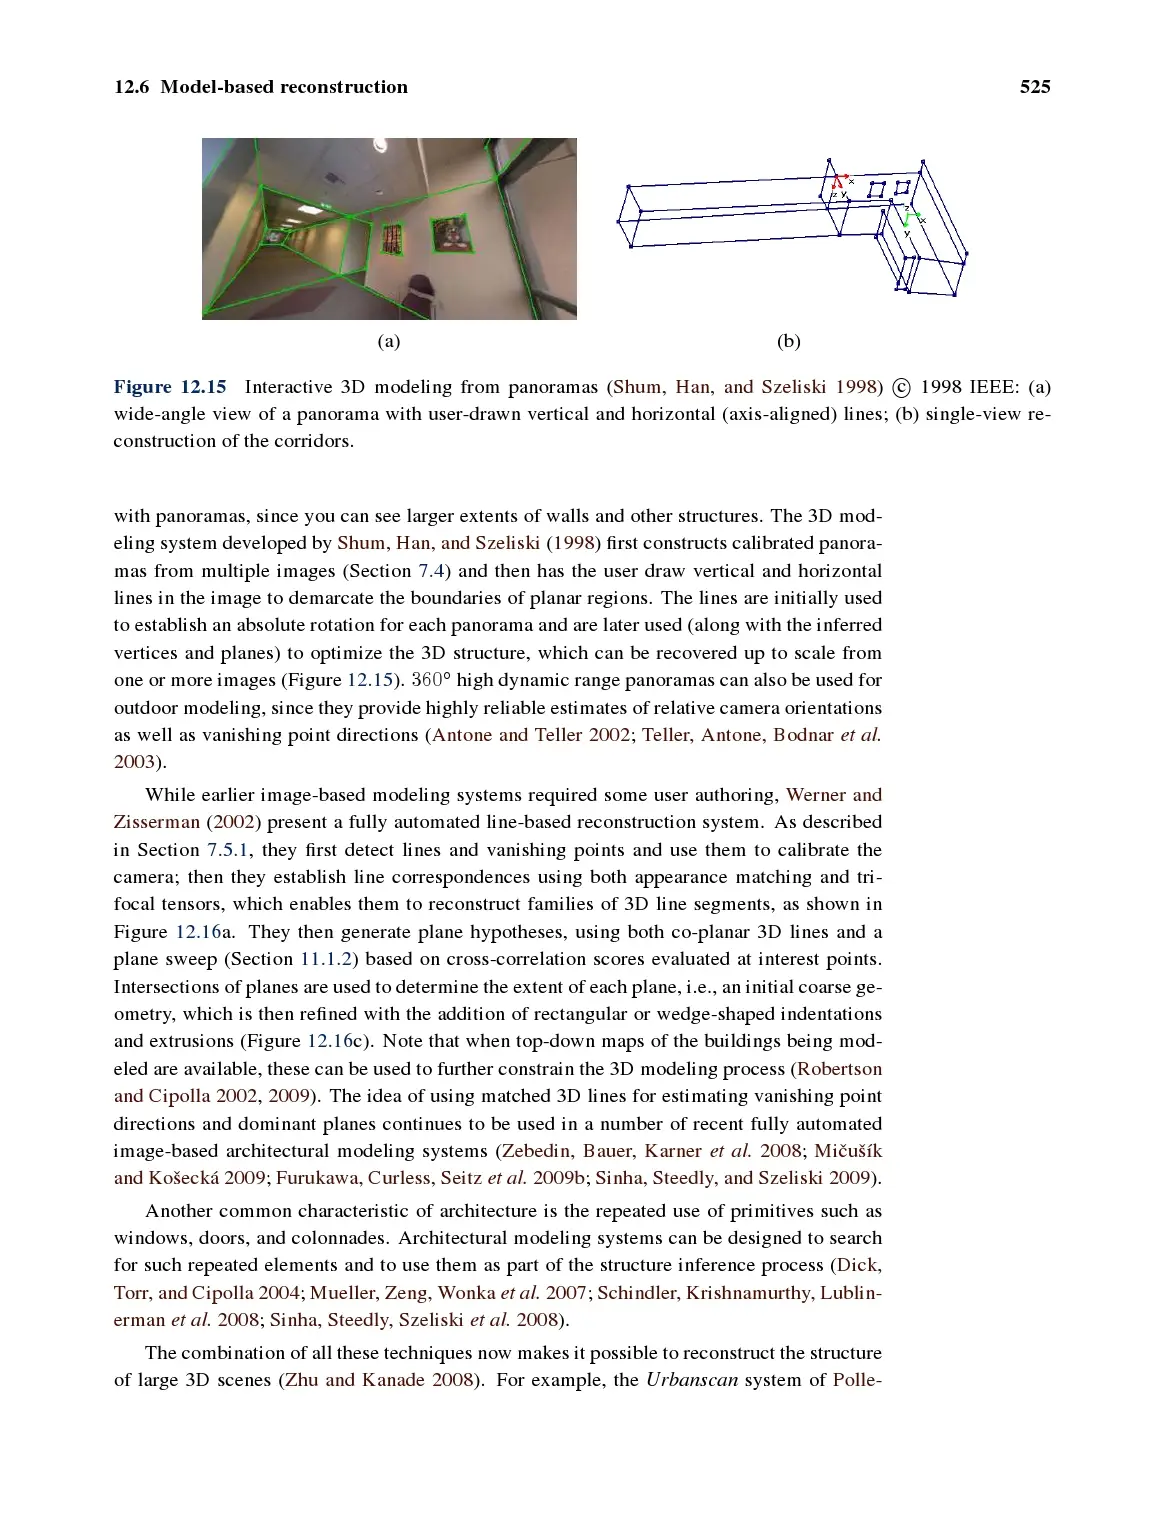 12.6 Model-based reconstruction 525
x
z y
z
x
y
(a) (b)
Figure 12.15 Interactive 3D modeling from panoramas (Shum, Han, and Szeliski 1998) © 1998 IEEE: (a)
wide-angle view of a panorama with user-drawn vertical and horizontal (axis-aligned) lines; (b) single-view re-
construction of the corridors.
with panoramas, since you can see larger extents of walls and other structures. The 3D mod-
eling system developed by Shum, Han, and Szeliski (1998) first constructs calibrated panora-
mas from multiple images (Section 7.4) and then has the user draw vertical and horizontal
lines in the image to demarcate the boundaries of planar regions. The lines are initially used
to establish an absolute rotation for each panorama and are later used (along with the inferred
vertices and planes) to optimize the 3D structure, which can be recovered up to scale from
one or more images (Figure 12.15). 360° high dynamic range panoramas can also be used for
outdoor modeling, since they provide highly reliable estimates of relative camera orientations
as well as vanishing point directions (Antone and Teller 2002; Teller, Antone, Bodnar et al.
2003).
While earlier image-based modeling systems required some user authoring, Werner and
Zisserman (2002) present a fully automated line-based reconstruction system. As described
in Section 7.5.1, they first detect lines and vanishing points and use them to calibrate the
camera; then they establish line correspondences using both appearance matching and tri-
focal tensors, which enables them to reconstruct families of 3D line segments, as shown in
Figure 12.16a. They then generate plane hypotheses, using both co-planar 3D lines and a
plane sweep (Section 11.1.2) based on cross-correlation scores evaluated at interest points.
Intersections of planes are used to determine the extent of each plane, i.e., an initial coarse ge-
ometry, which is then refined with the addition of rectangular or wedge-shaped indentations
and extrusions (Figure 12.16c). Note that when top-down maps of the buildings being mod-
eled are available, these can be used to further constrain the 3D modeling process (Robertson
and Cipolla 2002, 2009). The idea of using matched 3D lines for estimating vanishing point
directions and dominant planes continues to be used in a number of recent fully automated
image-based architectural modeling systems (Zebedin, Bauer, Karner et al. 2008; Mičušík
and Košecká 2009; Furukawa, Curless, Seitz et al. 2009b; Sinha, Steedly, and Szeliski 2009).
Another common characteristic of architecture is the repeated use of primitives such as
windows, doors, and colonnades. Architectural modeling systems can be designed to search
for such repeated elements and to use them as part of the structure inference process (Dick,
Torr, and Cipolla 2004; Mueller, Zeng, Wonka et al. 2007; Schindler, Krishnamurthy, Lublin-
erman et al. 2008; Sinha, Steedly, Szeliski et al. 2008).
The combination of all these techniques now makes it possible to reconstruct the structure
of large 3D scenes (Zhu and Kanade 2008). For example, the Urbanscan system of Polle-